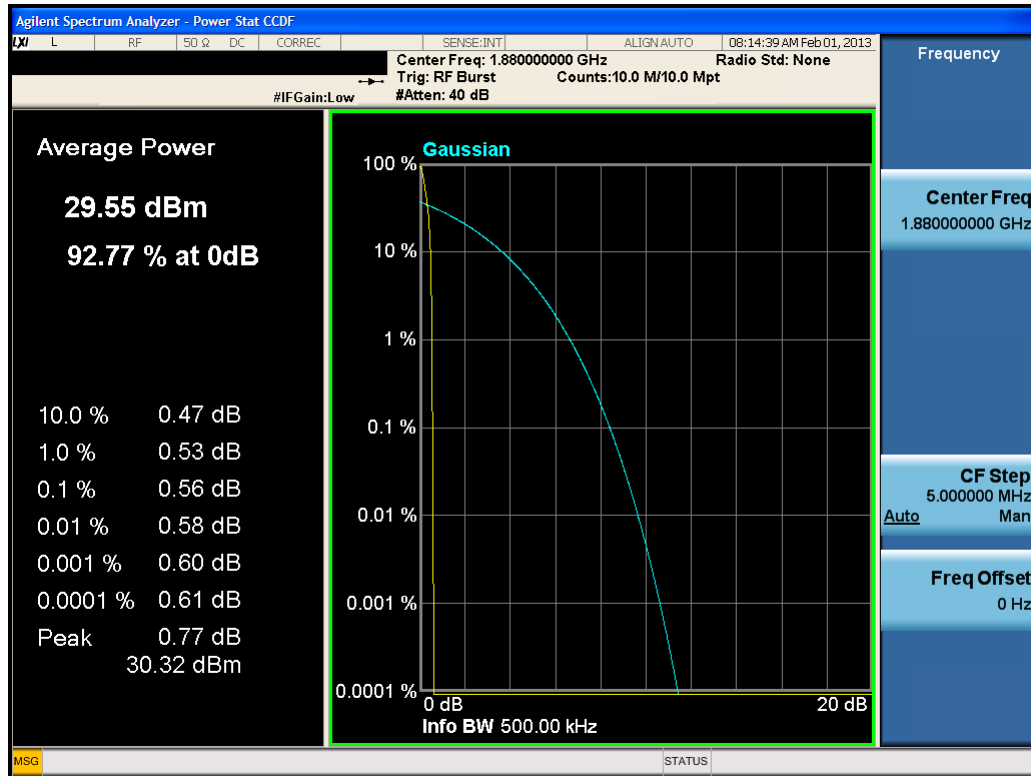 Agilent Spectrum Analyzer - Power Stat CCDF
LXI L RF 50 Ω DC CORREC SENSE:INT ALIGN AUTO 08:14:39 AM Feb 01, 2013
Center Freq: 1.880000000 GHz Radio Std: None
Trig: RF Burst Counts:10.0 M/10.0 Mpt
#IFGain:Low #Atten: 40 dB
Average Power
29.55 dBm
92.77 % at 0dB
10.0 % 0.47 dB
1.0 % 0.53 dB
0.1 % 0.56 dB
0.01 % 0.58 dB
0.001 % 0.60 dB
0.0001 % 0.61 dB
Peak 0.77 dB
30.32 dBm
Gaussian
100 %
10 %
1 %
0.1 %
0.01 %
0.001 %
0.0001 %
0 dB 20 dB
Info BW 500.00 kHz
Frequency
Center Freq
1.880000000 GHz
CF Step
5.000000 MHz
Auto Man
Freq Offset
0 Hz
MSG STATUS